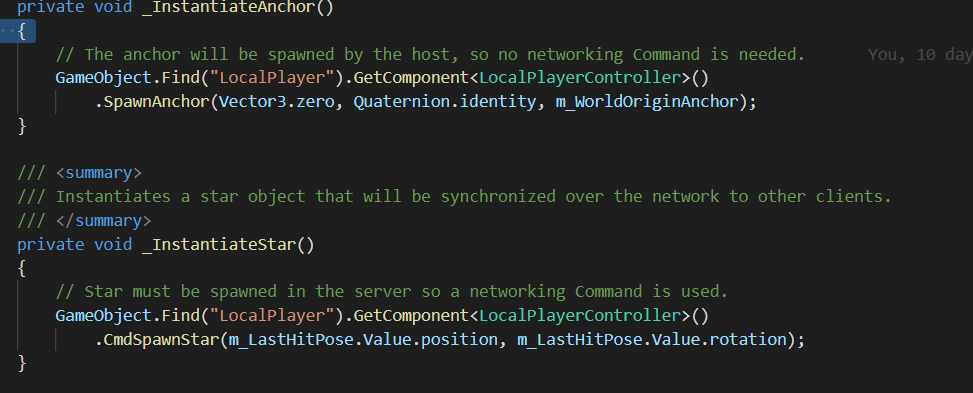 private void _InstantiateAnchor()
{
// The anchor will be spawned by the host, so no networking Command is needed. You, 10 day
GameObject.Find("LocalPlayer").GetComponent<LocalPlayerController>()
.SpawnAnchor(Vector3.zero, Quaternion.identity, m_WorldOriginAnchor);
}
/// <summary>
/// Instantiates a star object that will be synchronized over the network to other clients.
/// </summary>
private void _InstantiateStar()
{
// Star must be spawned in the server so a networking Command is used.
GameObject.Find("LocalPlayer").GetComponent<LocalPlayerController>()
.CmdSpawnStar(m_LastHitPose.Value.position, m_LastHitPose.Value.rotation);
}